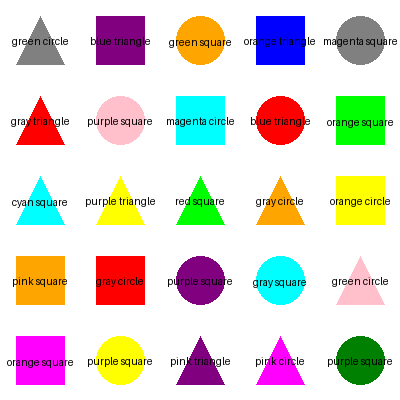 green circle blue triangle green square orange triangle magenta square
gray triangle purple square magenta circle blue triangle orange square
cyan square purple triangle red square gray circle orange circle
pink square gray circle purple square gray square green circle
orange square purple square pink triangle pink circle purple square